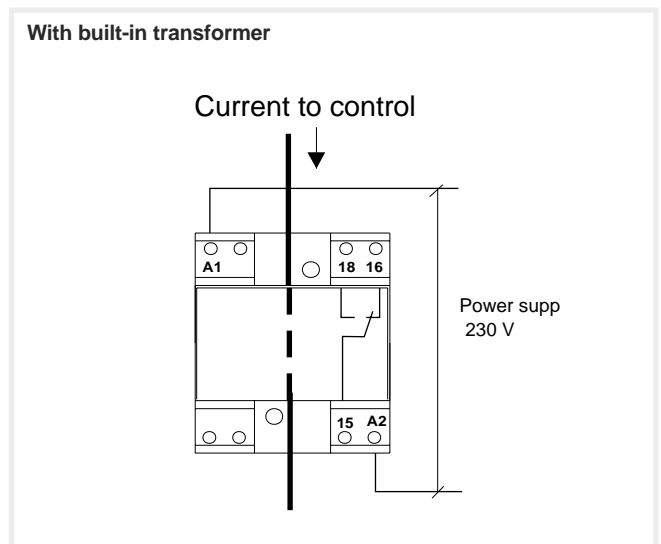 With built-in transformer
Current to control
A1
18 16
Power supp
230 V
15 A2